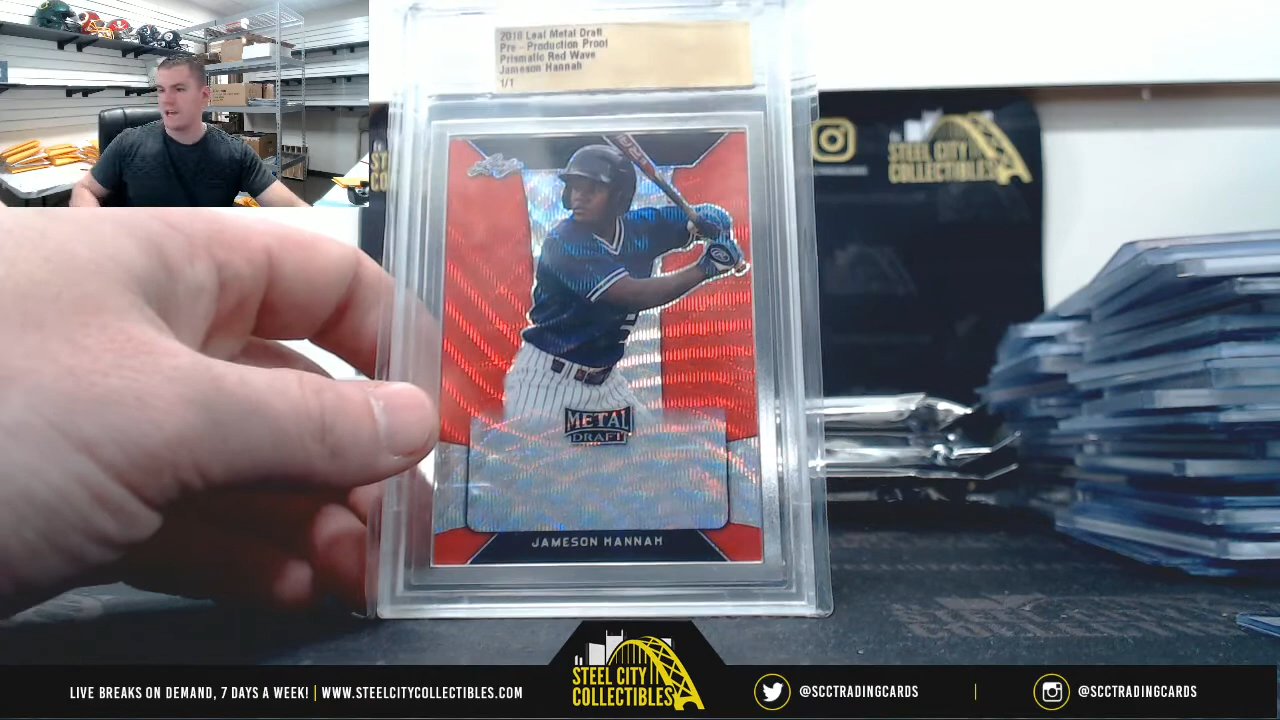 2018 Leaf Metal Draft
Pre - Production Proof
Prismatic Red Wave
Jameson Hannah
1/1
STEEL CITY
COLLECTIBLES
METAL
DRAFT
JAMESON HANNAH
LIVE BREAKS ON DEMAND, 7 DAYS A WEEK! | WWW.STEELCITYCOLLECTIBLES.COM
STEEL CITY
COLLECTIBLES
@SCCTRADINGCARDS
@SCCTRADINGCARDS